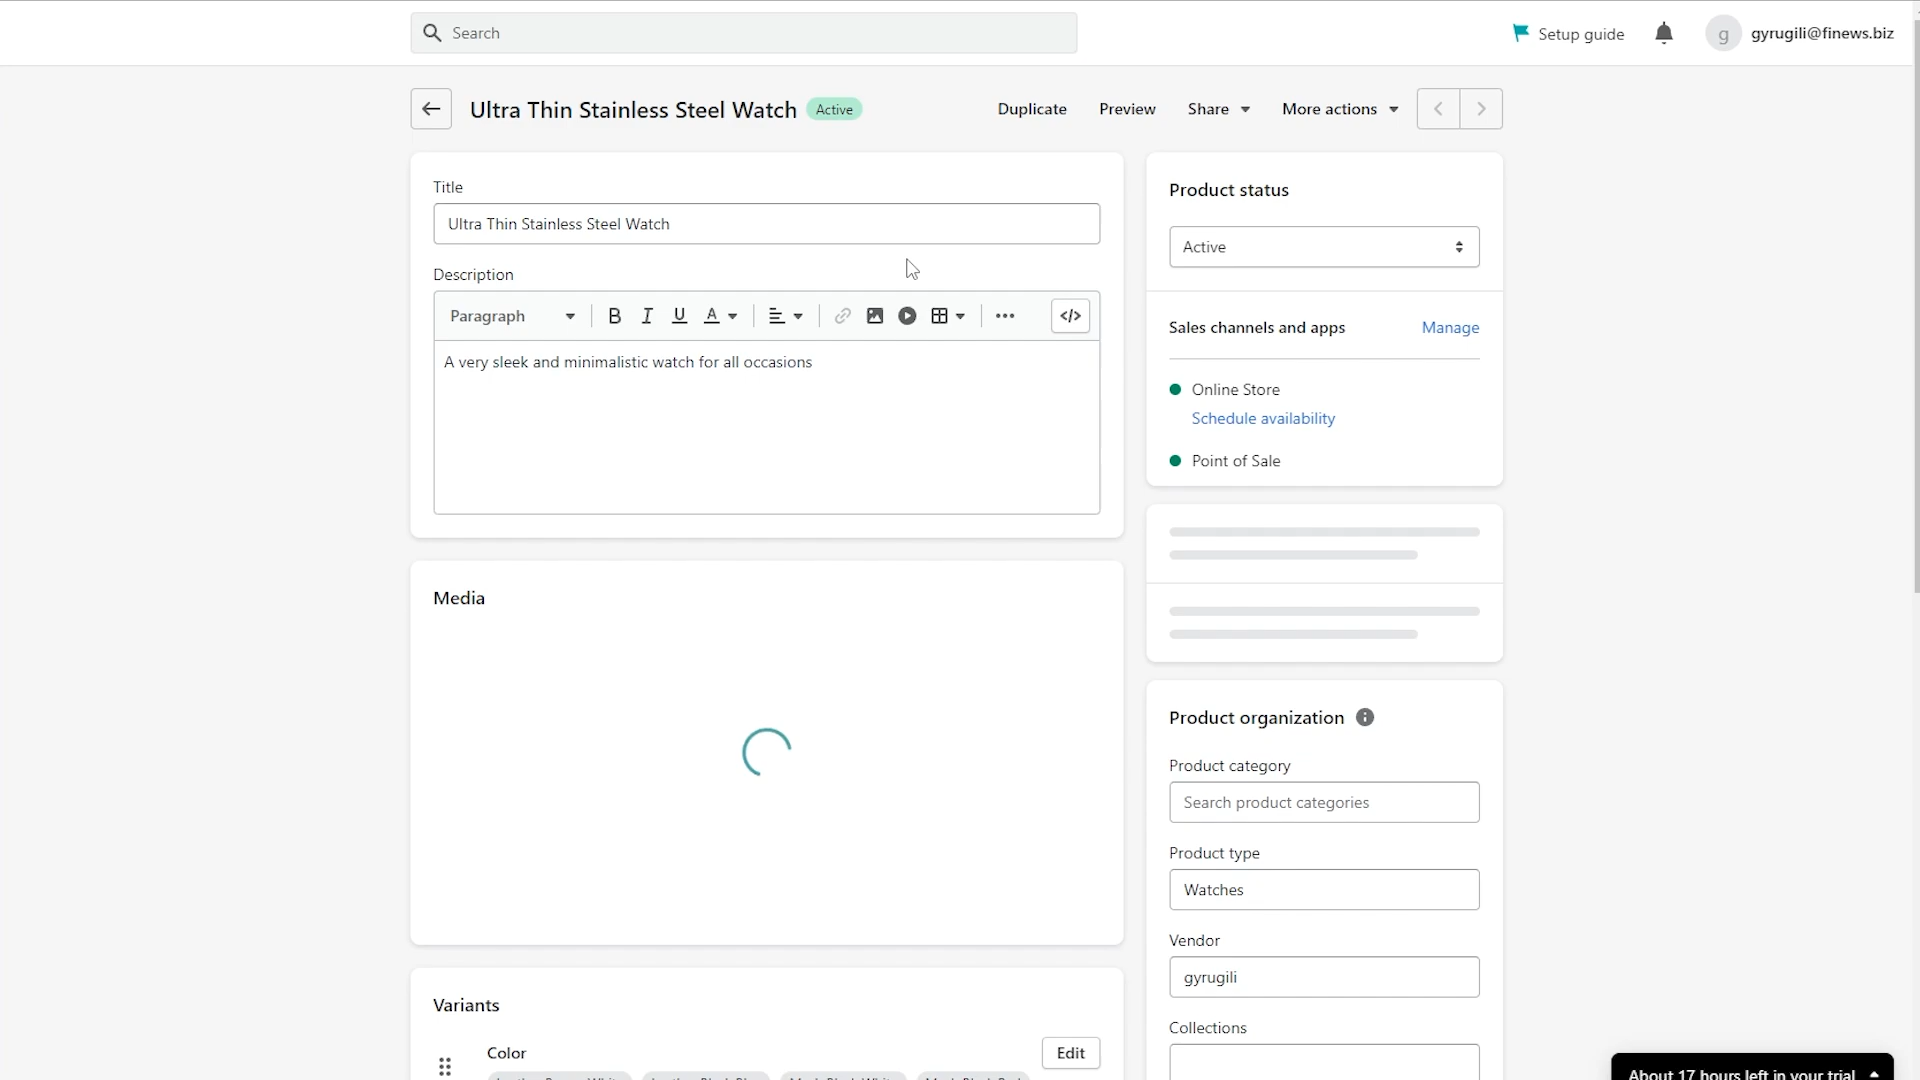 Search
Setup guide
g
gyrugili@finews.biz
Ultra Thin Stainless Steel Watch
Active
Duplicate
Preview
Share
More actions
Title
Ultra Thin Stainless Steel Watch
Description
Paragraph
B I U A
</>
A very sleek and minimalistic watch for all occasions
Media
Variants
Color
Edit
Product status
Active
Sales channels and apps
Manage
Online Store
Schedule availability
Point of Sale
Product organization
Product category
Search product categories
Product type
Watches
Vendor
gyrugili
Collections
About 17 hours left in your trial